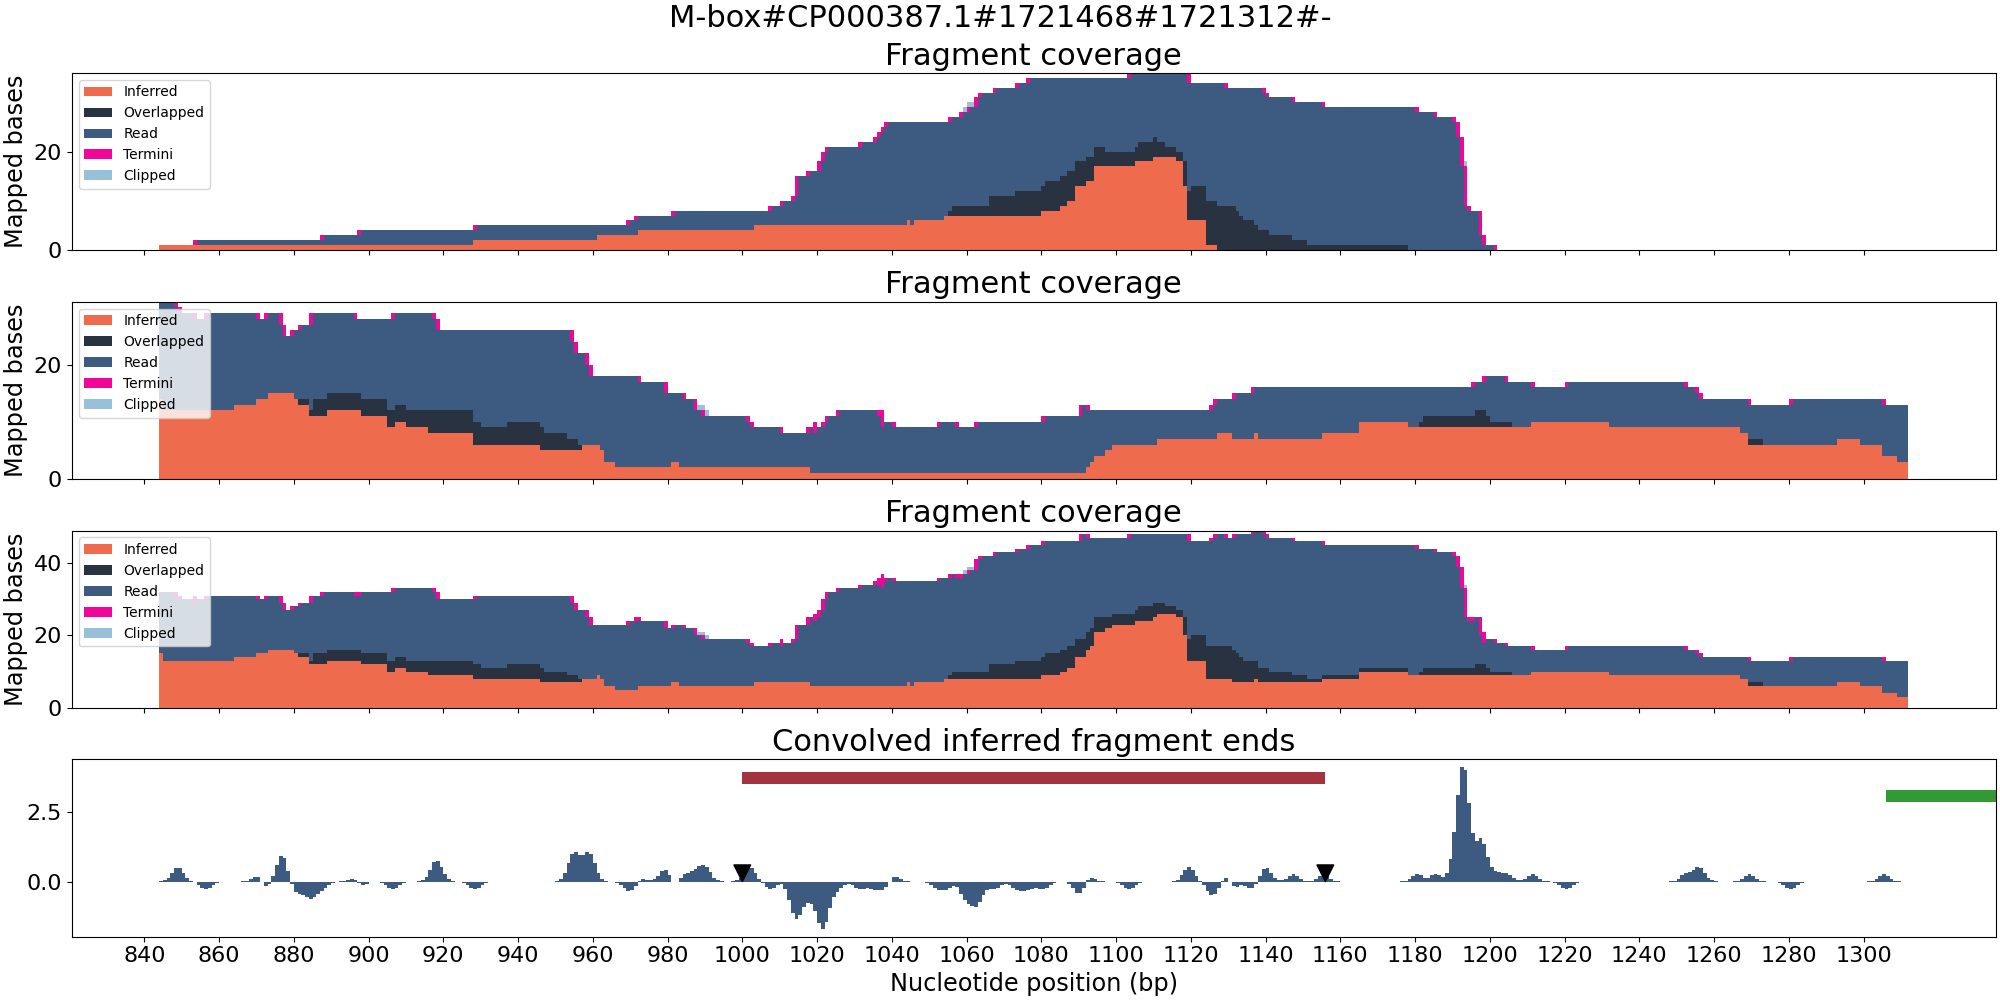 M-box#CP000387.1#1721468#1721312#-
Fragment coverage
Mapped bases
20
0
Inferred
Overlapped
Read
Termini
Clipped
Fragment coverage
Mapped bases
20
0
Inferred
Overlapped
Read
Termini
Clipped
Fragment coverage
Mapped bases
40
20
0
Inferred
Overlapped
Read
Termini
Clipped
Convolved inferred fragment ends
2.5
0.0
840 860 880 900 920 940 960 980 1000 1020 1040 1060 1080 1100 1120 1140 1160 1180 1200 1220 1240 1260 1280 1300
Nucleotide position (bp)